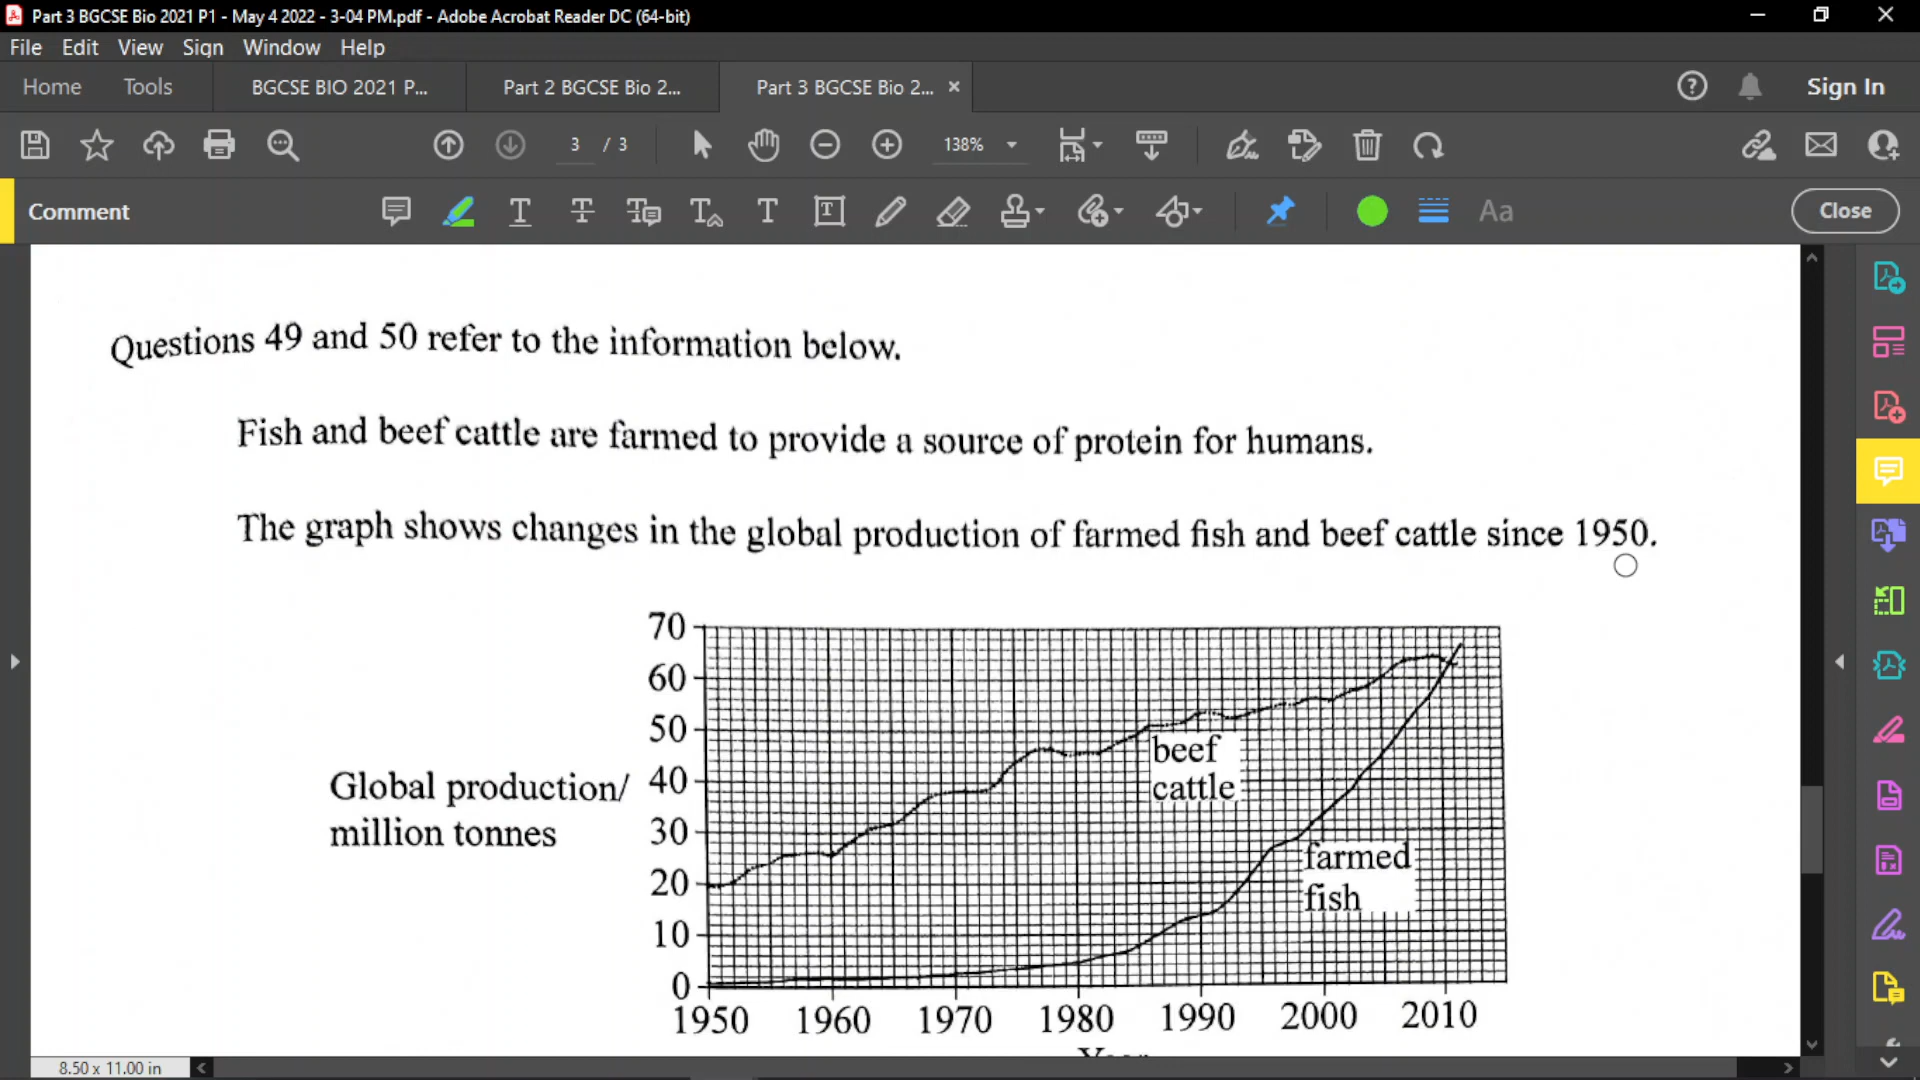 Part 3 BGCSE Bio 2021 P1 - May 4 2022 - 3-04 PM.pdf - Adobe Acrobat Reader DC (64-bit)
File Edit View Sign Window Help
Home Tools BGCSE BIO 2021 P... Part 2 BGCSE Bio 2... Part 3 BGCSE Bio 2... Sign In
3 / 3 138%
Comment Aa Close
Questions 49 and 50 refer to the information below.
Fish and beef cattle are farmed to provide a source of protein for humans.
The graph shows changes in the global production of farmed fish and beef cattle since 1950.
70
60
50
40
30
20
10
0
Global production/
million tonnes
beef
cattle
farmed
fish
1950 1960 1970 1980 1990 2000 2010
8.50 x 11.00 in